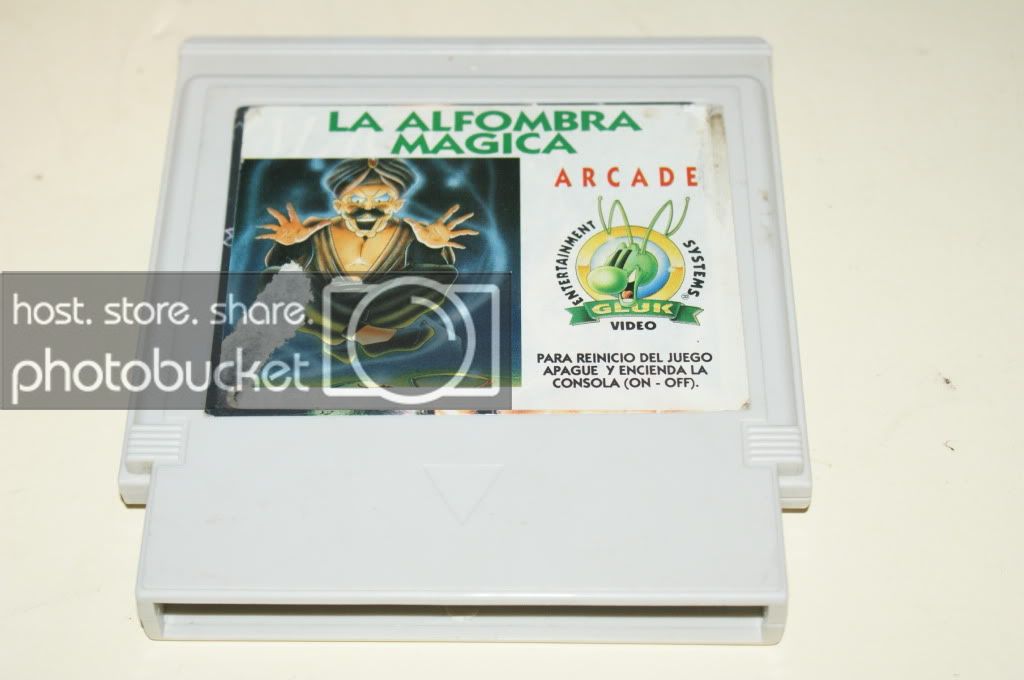 LA ALFOMBRA
MAGICA
ARCADE
ENTERTAINMENT
SYSTEMS
GLUK
VIDEO
PARA REINICIO DEL JUEGO
APAGUE Y ENCIENDA LA
CONSOLA (ON - OFF).
host. store. share.
photobucket